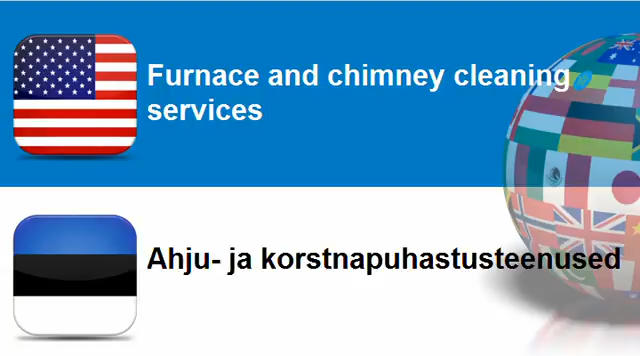 Furnace and chimney cleaning
services
Ahju- ja korstnapuhastusteenused